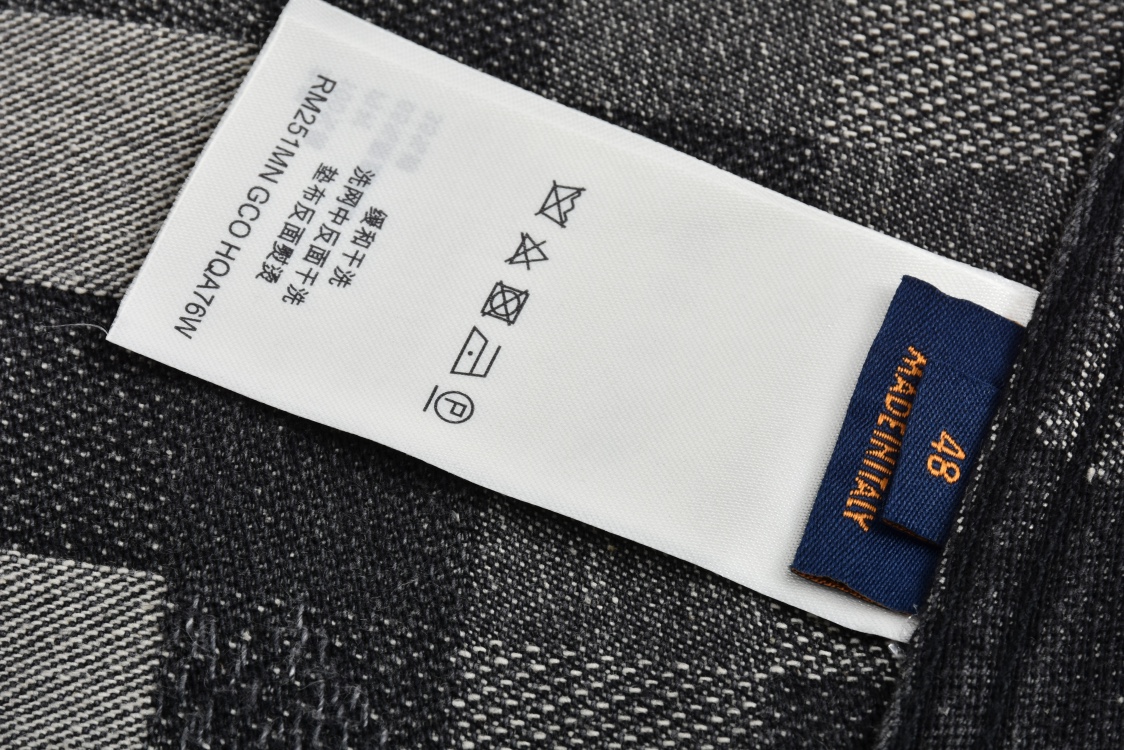 缓和干洗
洗网中反面干洗
垫布反面熨烫
RM251MN GCO HQA76W
MADE IN ITALY
48